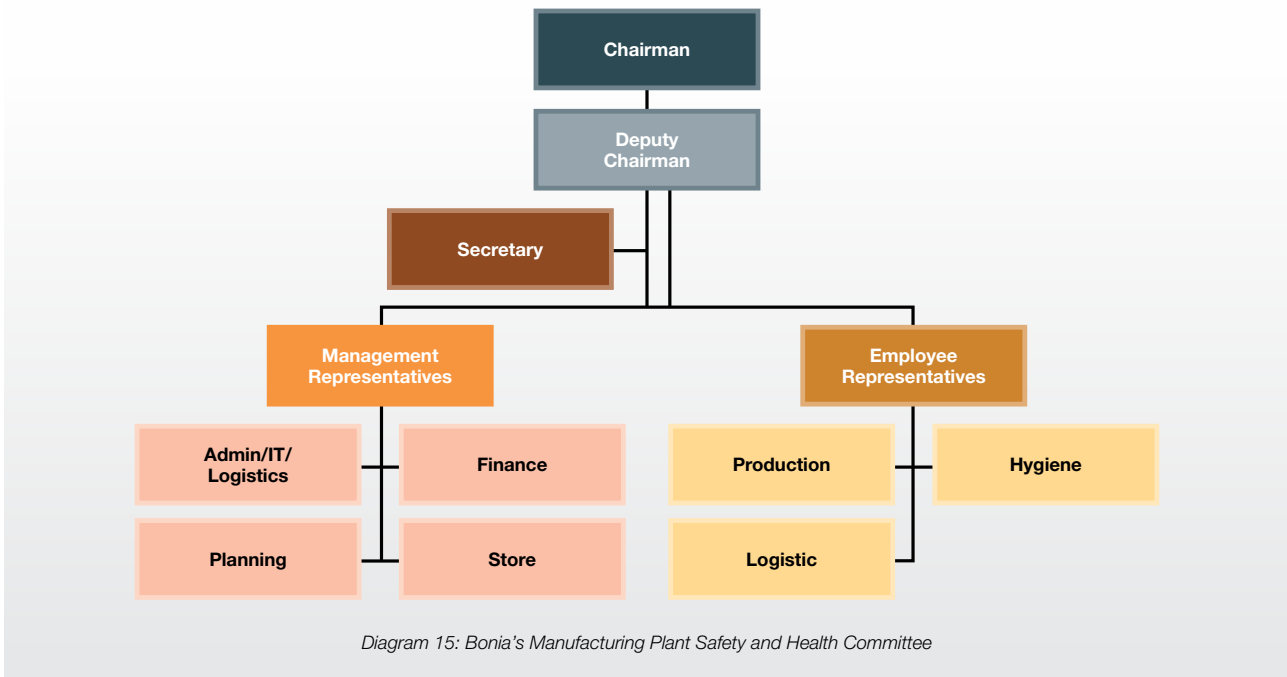 Chairman
Deputy
Chairman
Secretary
Management
Representatives
Employee
Representatives
Admin/IT/
Logistics
Finance
Production
Hygiene
Planning
Store
Logistic
Diagram 15: Bonia's Manufacturing Plant Safety and Health Committee